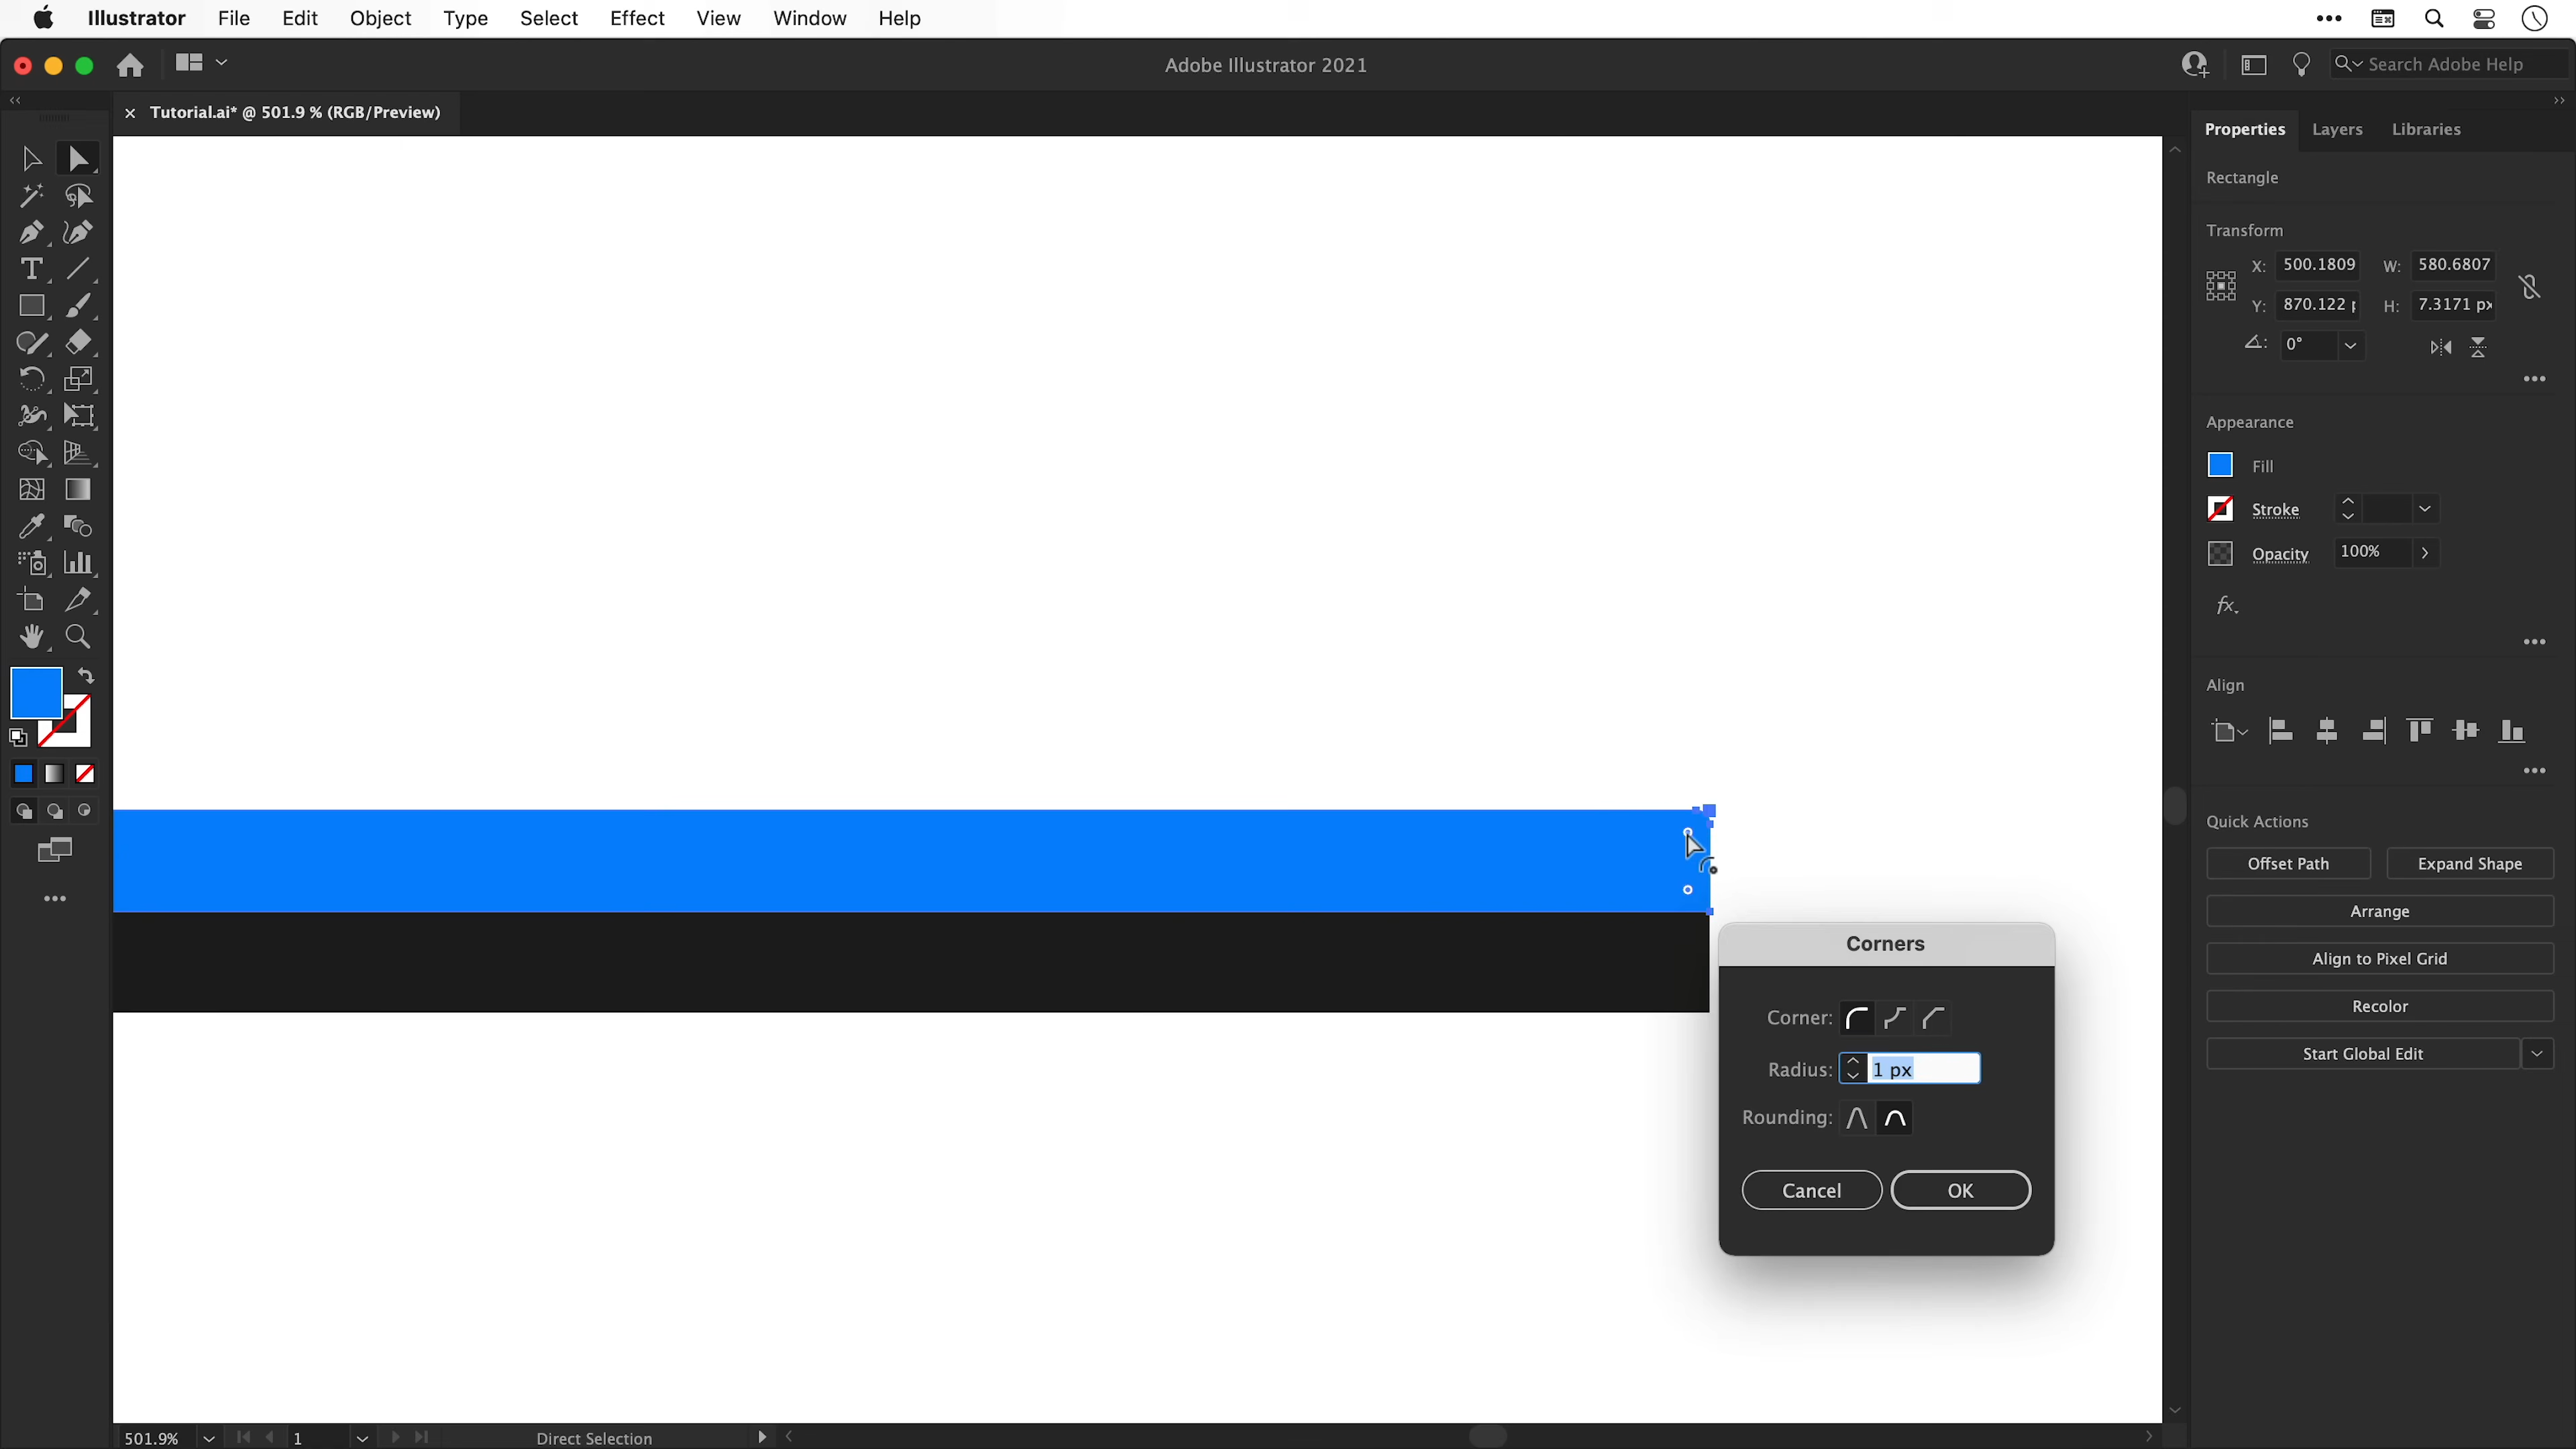 Illustrator File Edit Object Type Select Effect View Window Help
Adobe Illustrator 2021
Search Adobe Help
Tutorial.ai* @ 501.9 % (RGB/Preview)
Properties Layers Libraries
Rectangle
Transform
X: 500.1809 W: 580.6807
Y: 870.122 H: 7.3171 px
0°
Appearance
Fill
Stroke
Opacity 100%
fx
Align
Quick Actions
Offset Path Expand Shape
Arrange
Align to Pixel Grid
Recolor
Start Global Edit
Corners
Corner:
Radius: 1 px
Rounding:
Cancel OK
501.9% 1 Direct Selection